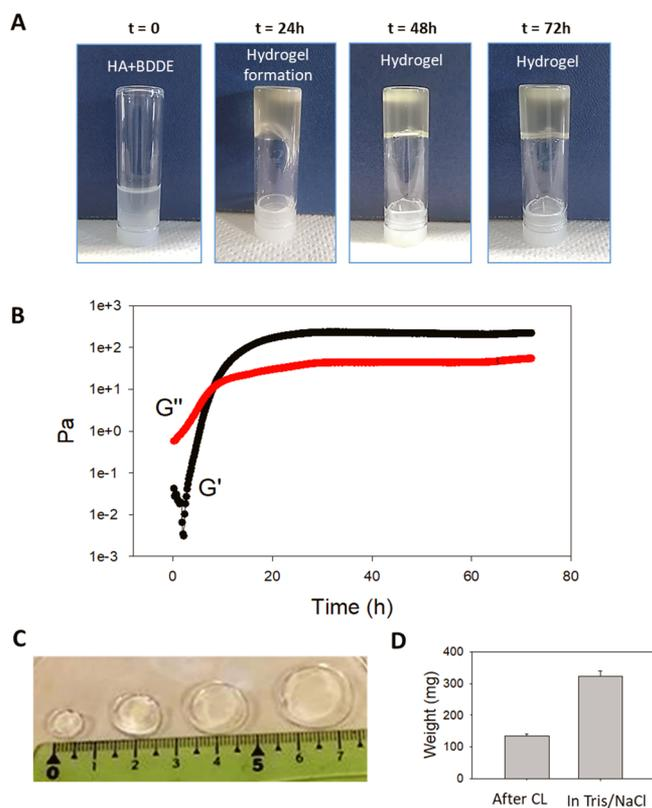 A
t = 0
t = 24h
t = 48h
t = 72h
HA+BDDE
Hydrogel
formation
Hydrogel
Hydrogel
B
1e+3
1e+2
1e+1
1e+0
1e-1
1e-2
1e-3
Pa
G"
G'
0
20
40
60
80
Time (h)
C
0
1
2
3
4
5
6
7
D
400
300
200
100
0
Weight (mg)
After CL
In Tris/NaCl